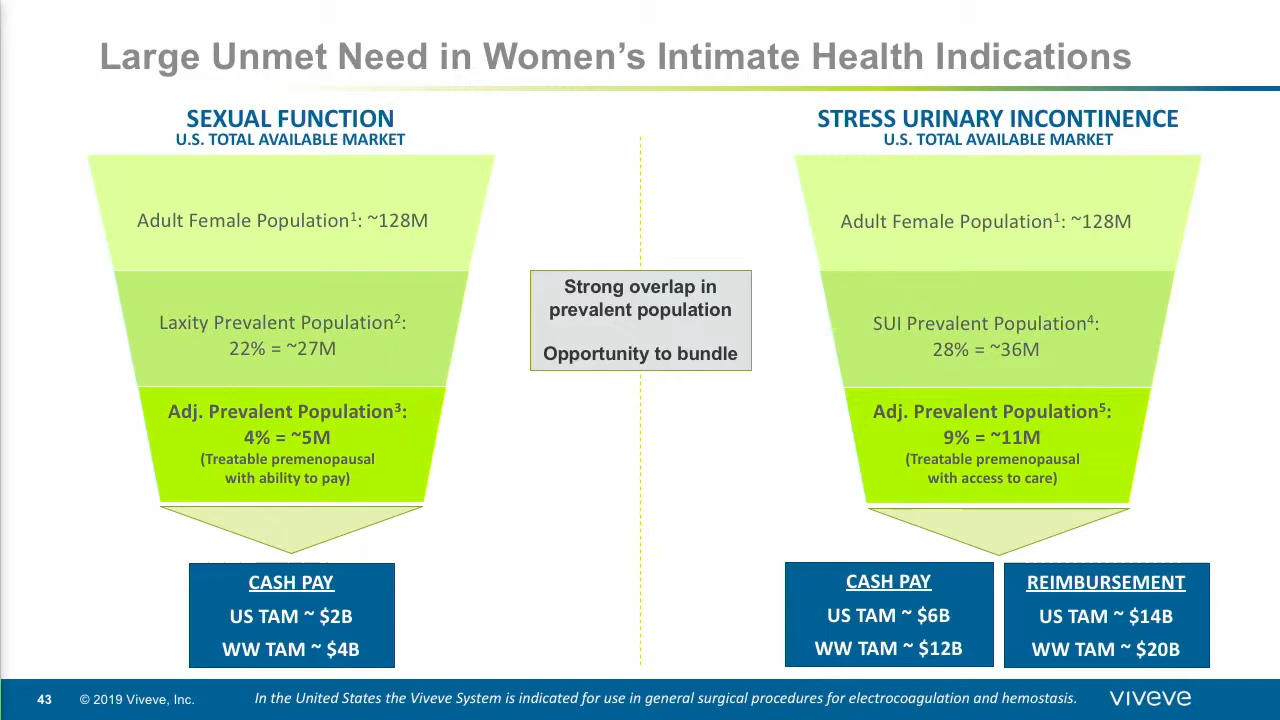 Large Unmet Need in Women’s Intimate Health Indications
SEXUAL FUNCTION
U.S. TOTAL AVAILABLE MARKET
Adult Female Population1: ~128M
Laxity Prevalent Population2:
22% = ~27M
Adj. Prevalent Population3:
4% = ~5M
(Treatable premenopausal
with ability to pay)
CASH PAY
US TAM ~ $2B
WW TAM ~ $4B
Strong overlap in
prevalent population
Opportunity to bundle
STRESS URINARY INCONTINENCE
U.S. TOTAL AVAILABLE MARKET
Adult Female Population1: ~128M
SUI Prevalent Population4:
28% = ~36M
Adj. Prevalent Population5:
9% = ~11M
(Treatable premenopausal
with access to care)
CASH PAY
US TAM ~ $6B
WW TAM ~ $12B
REIMBURSEMENT
US TAM ~ $14B
WW TAM ~ $20B
43 © 2019 Viveve, Inc. In the United States the Viveve System is indicated for use in general surgical procedures for electrocoagulation and hemostasis. viveve